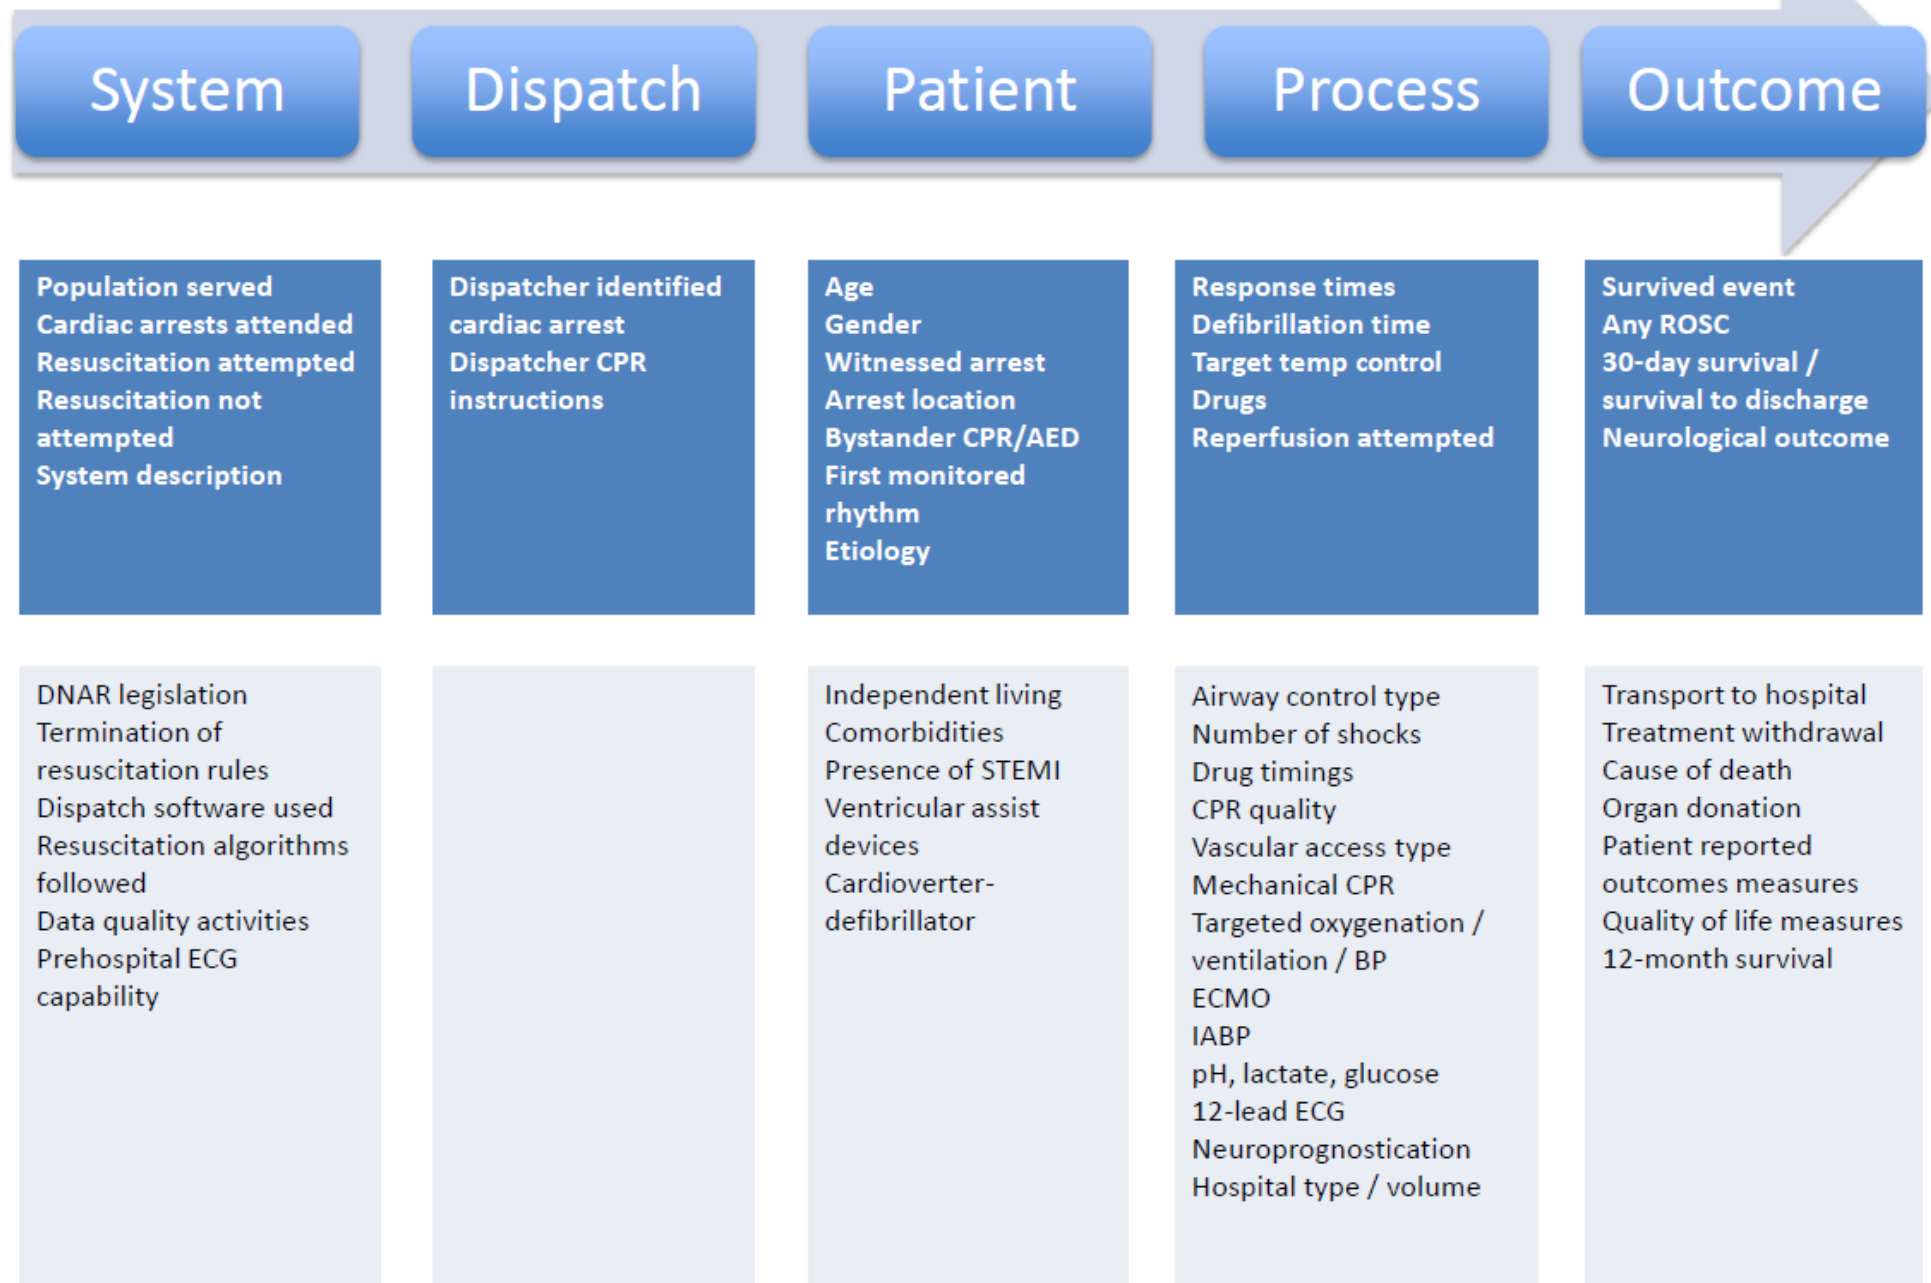 System
Dispatch
Patient
Process
Outcome
Population served
Cardiac arrests attended
Resuscitation attempted
Resuscitation not
attempted
System description
Dispatcher identified
cardiac arrest
Dispatcher CPR
instructions
Age
Gender
Witnessed arrest
Arrest location
Bystander CPR/AED
First monitored
rhythm
Etiology
Response times
Defibrillation time
Target temp control
Drugs
Reperfusion attempted
Survived event
Any ROSC
30-day survival /
survival to discharge
Neurological outcome
DNAR legislation
Termination of
resuscitation rules
Dispatch software used
Resuscitation algorithms
followed
Data quality activities
Prehospital ECG
capability
Independent living
Comorbidities
Presence of STEMI
Ventricular assist
devices
Cardioverter-
defibrillator
Airway control type
Number of shocks
Drug timings
CPR quality
Vascular access type
Mechanical CPR
Targeted oxygenation /
ventilation / BP
ECMO
IABP
pH, lactate, glucose
12-lead ECG
Neuroprognostication
Hospital type / volume
Transport to hospital
Treatment withdrawal
Cause of death
Organ donation
Patient reported
outcomes measures
Quality of life measures
12-month survival